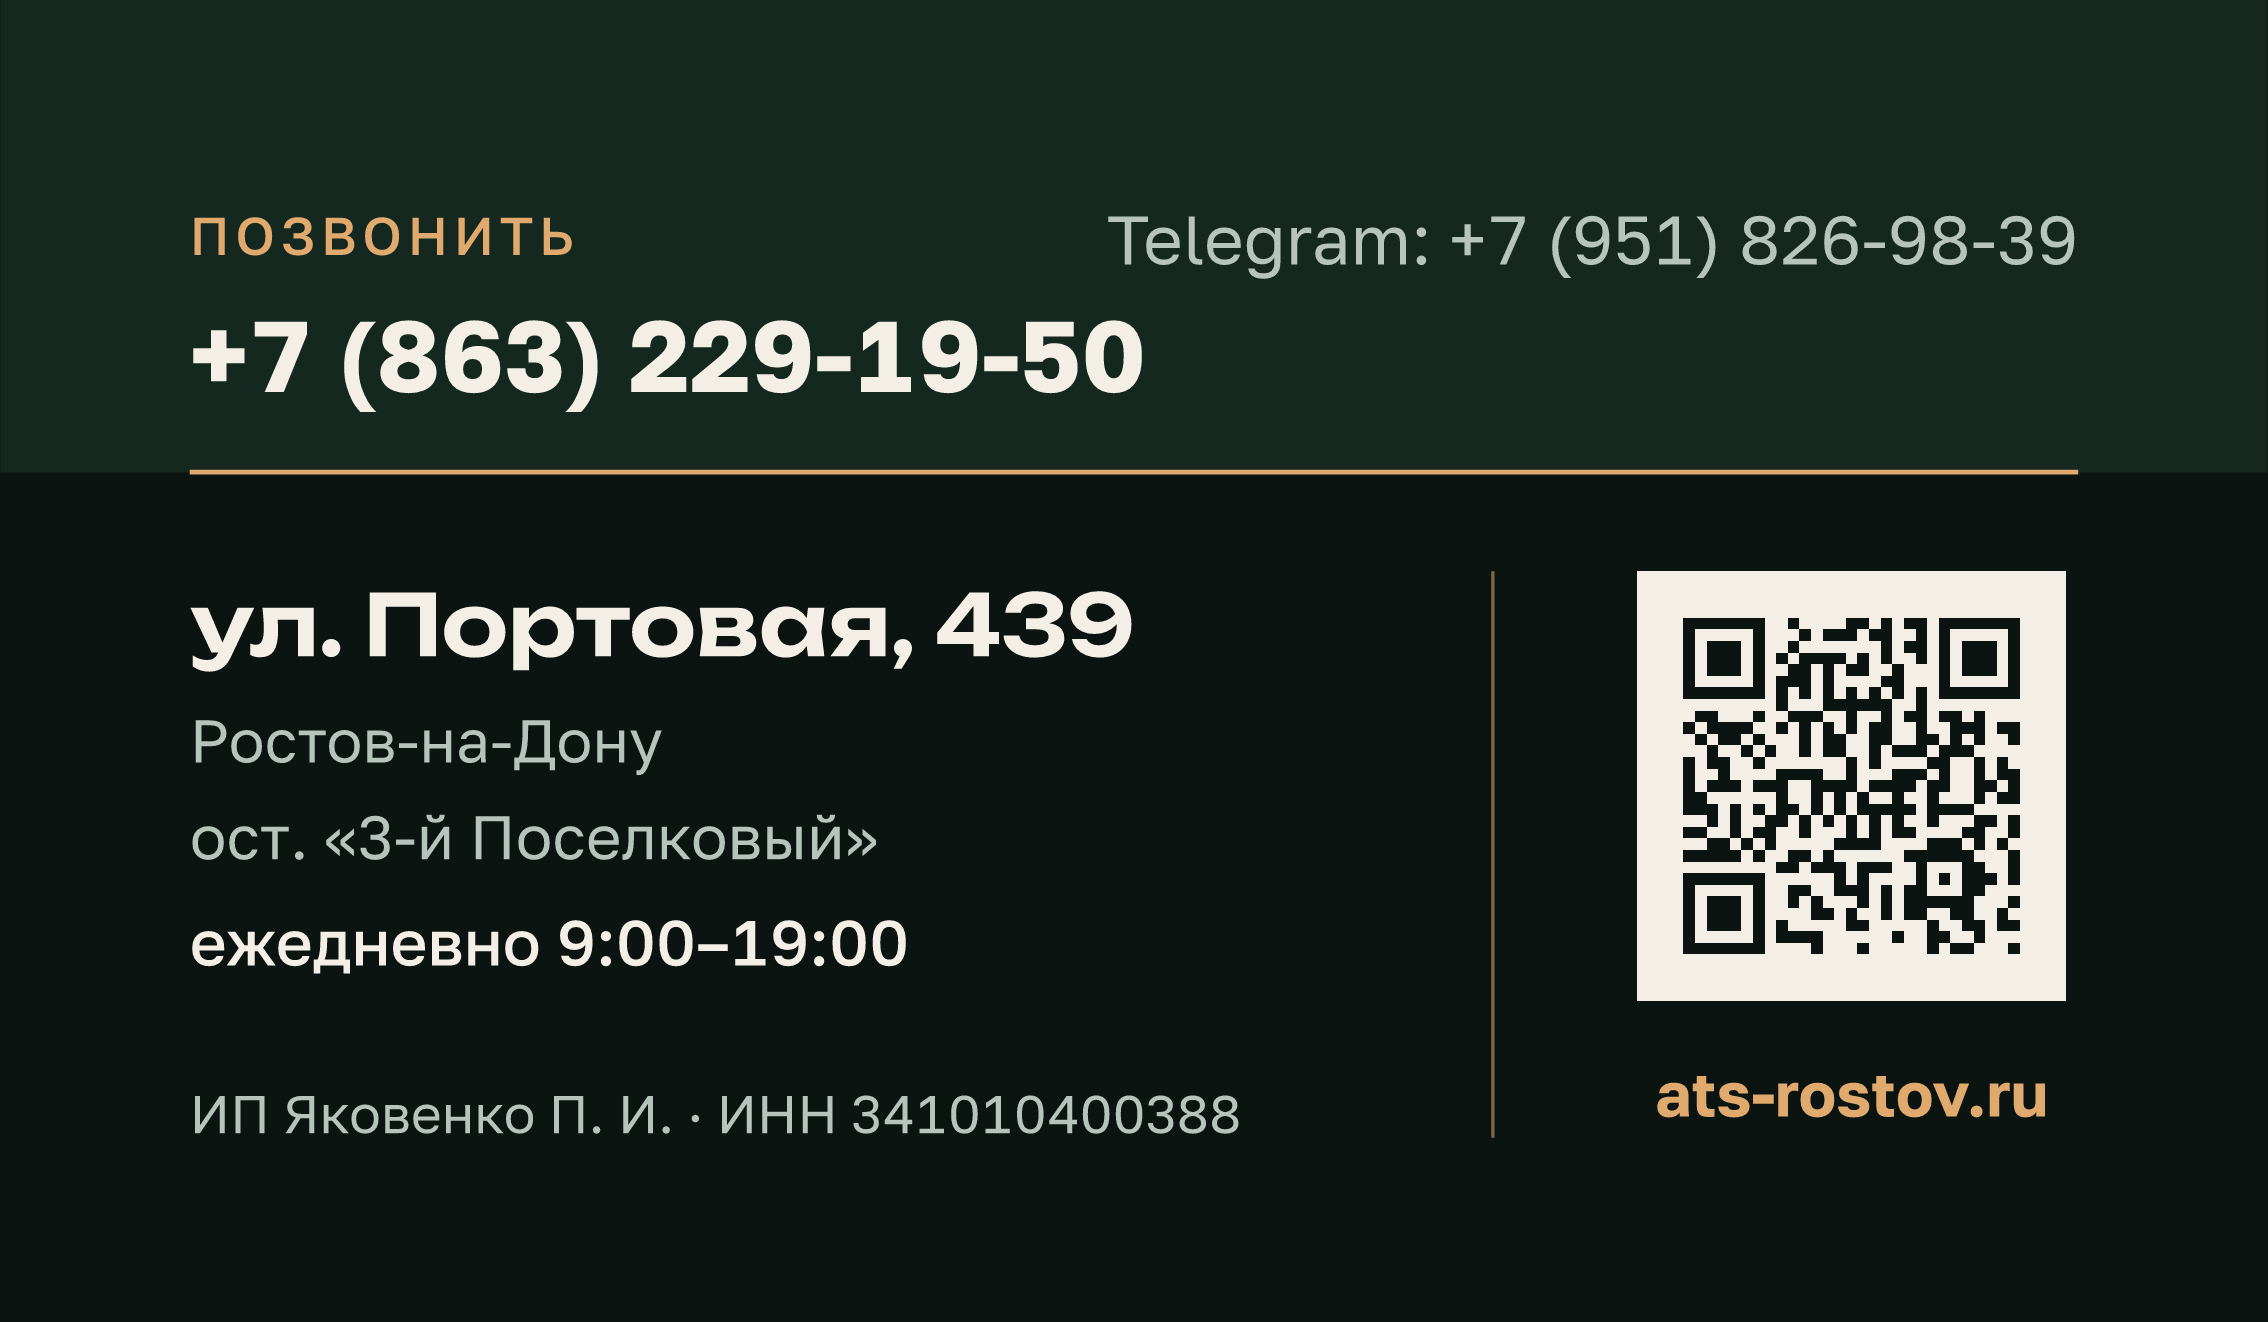 ПОЗВОНИТЬ
Telegram: +7 (951) 826-98-39
+7 (863) 229-19-50
ул. Портовая, 439
Ростов-на-Дону
ост. «3-й Поселковый»
ежедневно 9:00–19:00
ИП Яковенко П. И. · ИНН 341010400388
ats-rostov.ru